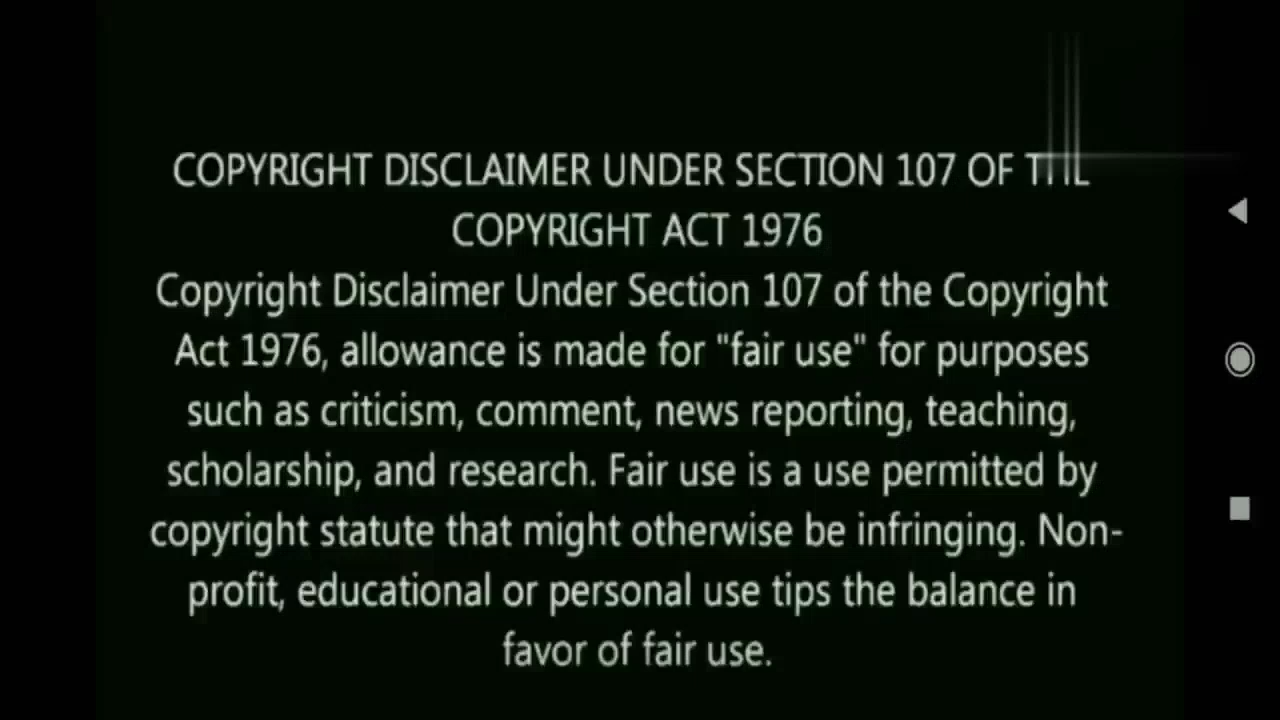 COPYRIGHT DISCLAIMER UNDER SECTION 107 OF THE
COPYRIGHT ACT 1976
Copyright Disclaimer Under Section 107 of the Copyright
Act 1976, allowance is made for "fair use" for purposes
such as criticism, comment, news reporting, teaching,
scholarship, and research. Fair use is a use permitted by
copyright statute that might otherwise be infringing. Non-
profit, educational or personal use tips the balance in
favor of fair use.